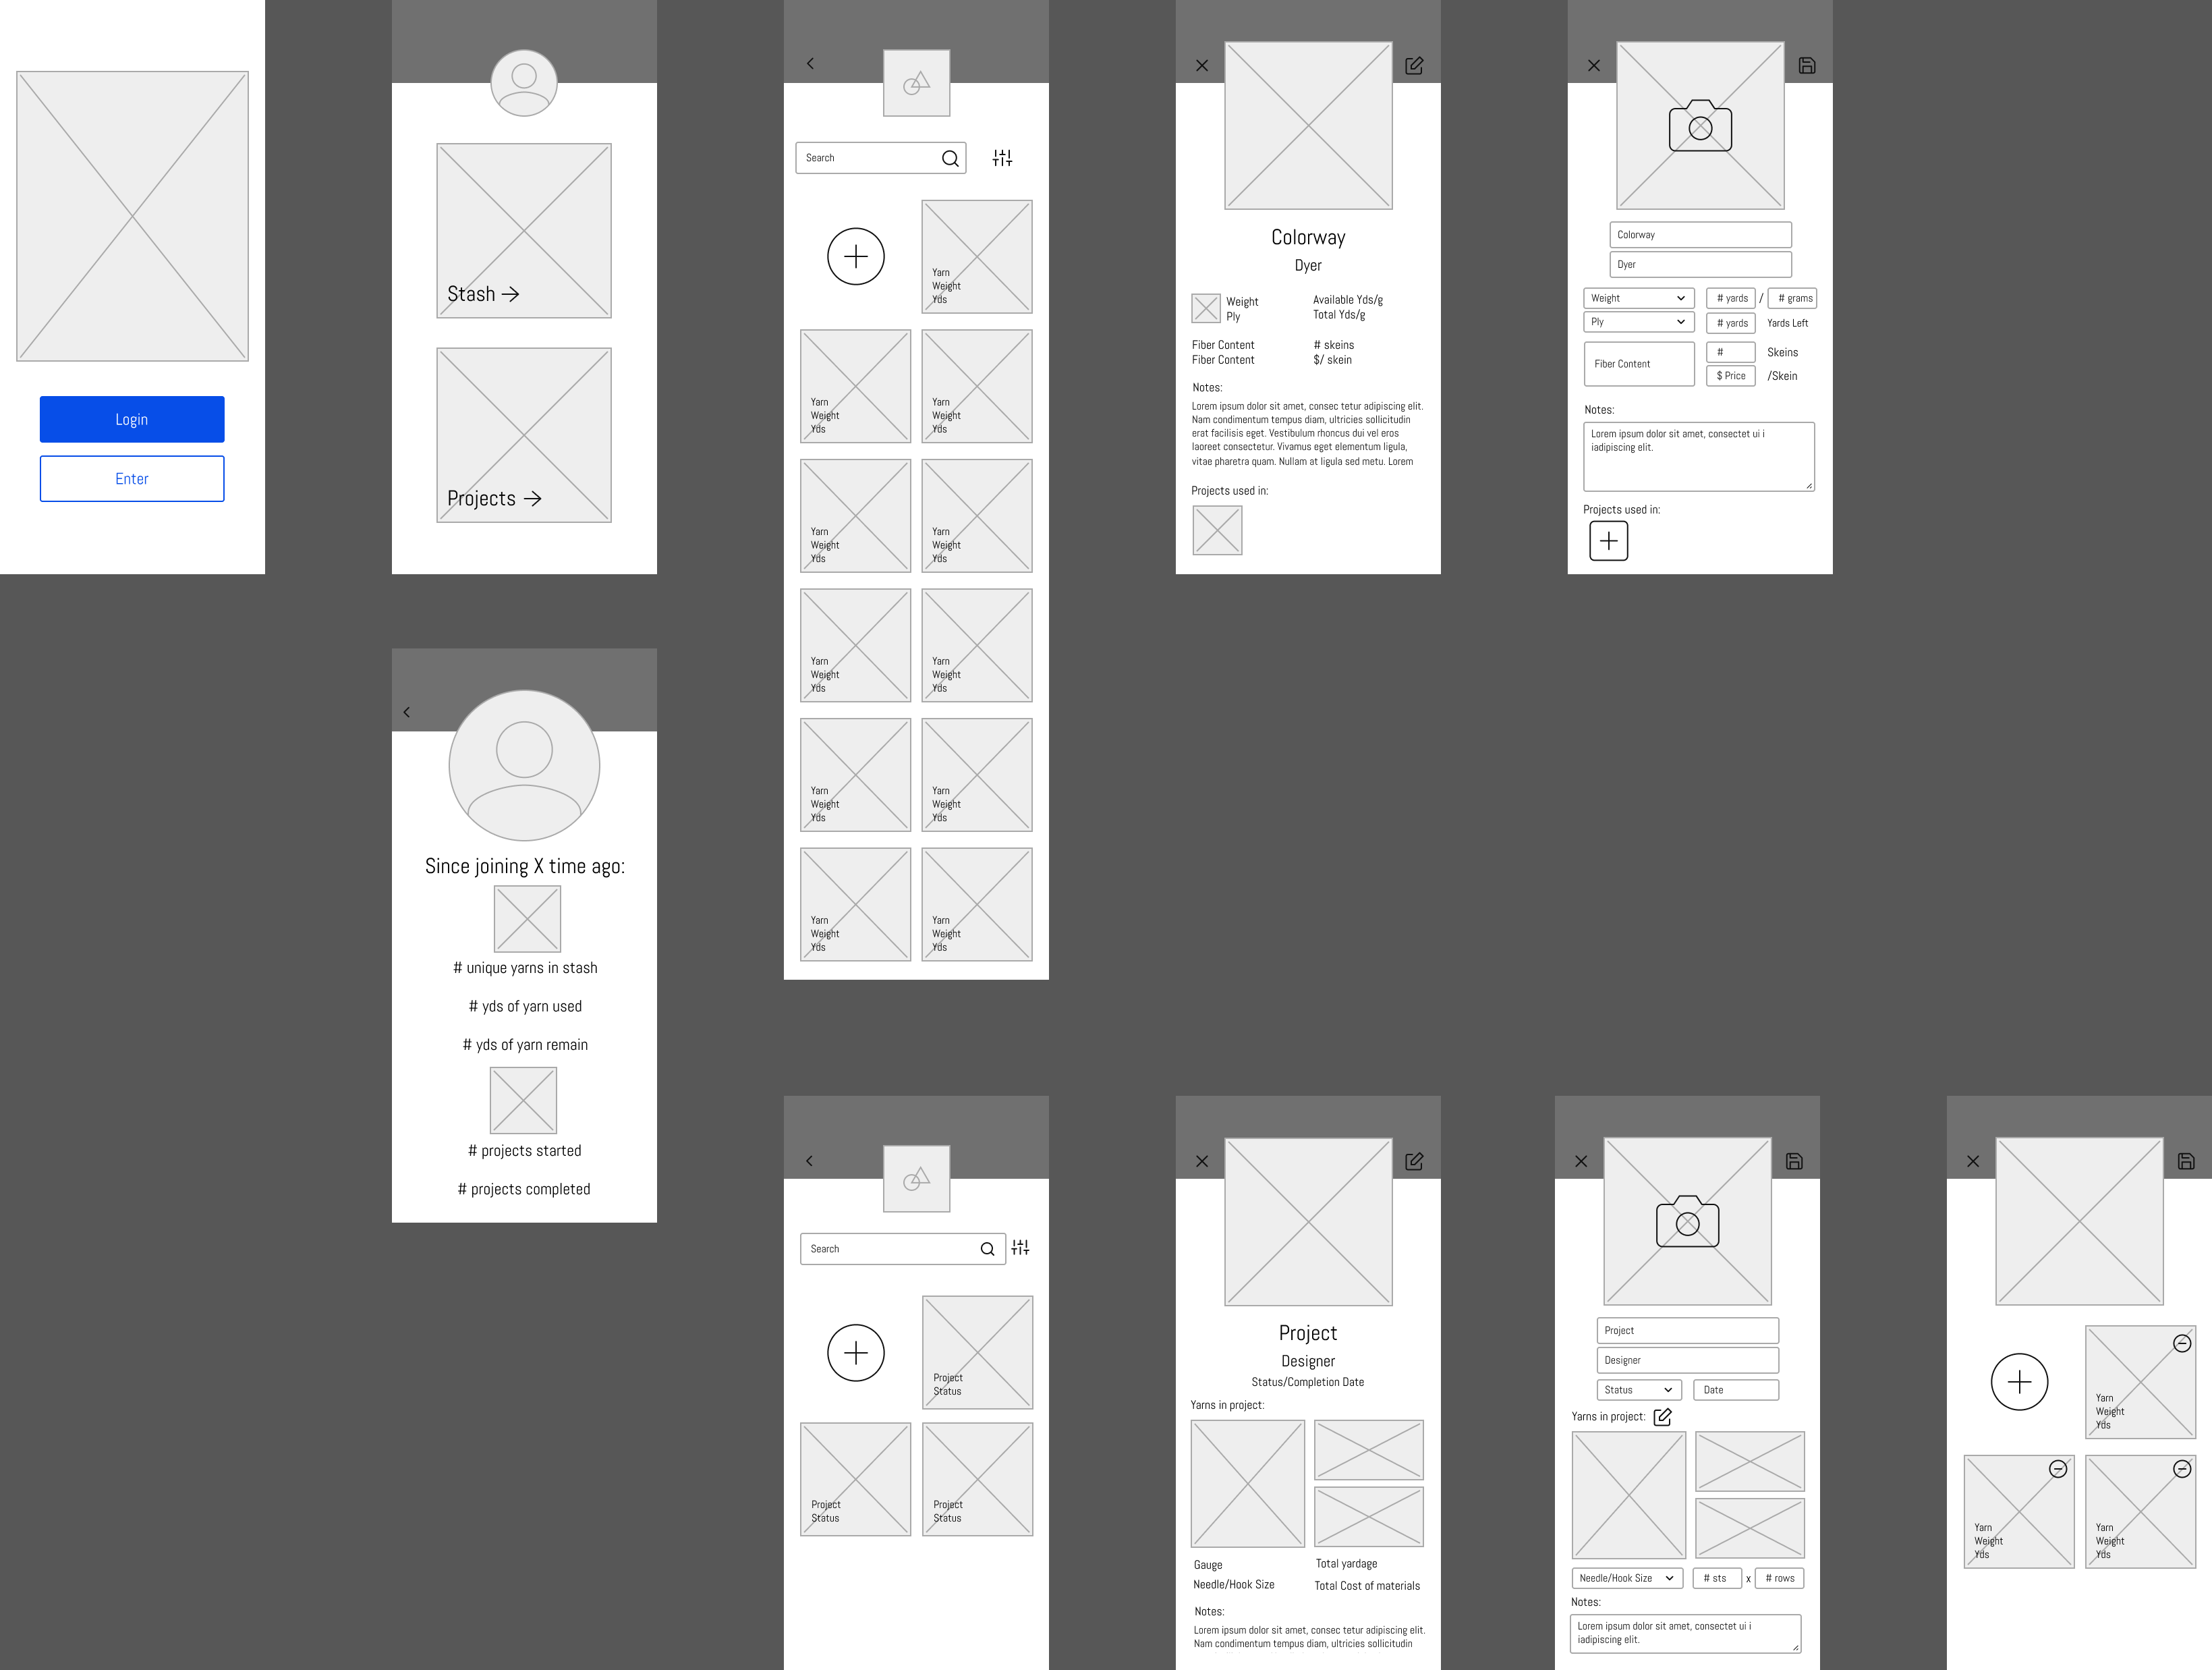 Login
Enter
Stash
Projects
Search
Yarn
Weight
Yds
Yarn
Weight
Yds
Yarn
Weight
Yds
Yarn
Weight
Yds
Yarn
Weight
Yds
Yarn
Weight
Yds
Yarn
Weight
Yds
Yarn
Weight
Yds
Yarn
Weight
Yds
Yarn
Weight
Yds
Yarn
Weight
Yds
Colorway
Dyer
Weight
Ply
Available Yds/g
Total Yds/g
Fiber Content
Fiber Content
# skeins
$/ skein
Notes:
Lorem ipsum dolor sit amet, consec tetur adipiscing elit.
Nam condimentum tempus diam, ultricies sollicitudin
erat facilisis eget. Vestibulum rhoncus dui vel eros
laoreet consectetur. Vivamus eget elementum ligula,
vitae pharetra quam. Nullam at ligula sed metu. Lorem
Projects used in:
Colorway
Dyer
Weight
# yards / # grams
Ply
# yards Yards Left
Fiber Content
# Skeins
$ Price /Skein
Notes:
Lorem ipsum dolor sit amet, consectet ui i
iadipiscing elit.
Projects used in:
Since joining X time ago:
# unique yarns in stash
# yds of yarn used
# yds of yarn remain
# projects started
# projects completed
Search
Project
Status
Project
Status
Project
Status
Project
Designer
Status/Completion Date
Yarns in project:
Gauge
Total yardage
Needle/Hook Size
Total Cost of materials
Notes:
Lorem ipsum dolor sit amet, consec tetur adipiscing elit.
Nam condimentum tempus diam, ultricies sollicitudin
Project
Designer
Status
Date
Yarns in project:
Needle/Hook Size
# sts x # rows
Notes:
Lorem ipsum dolor sit amet, consectet ui i
iadipiscing elit.
Yarn
Weight
Yds
Yarn
Weight
Yds
Yarn
Weight
Yds